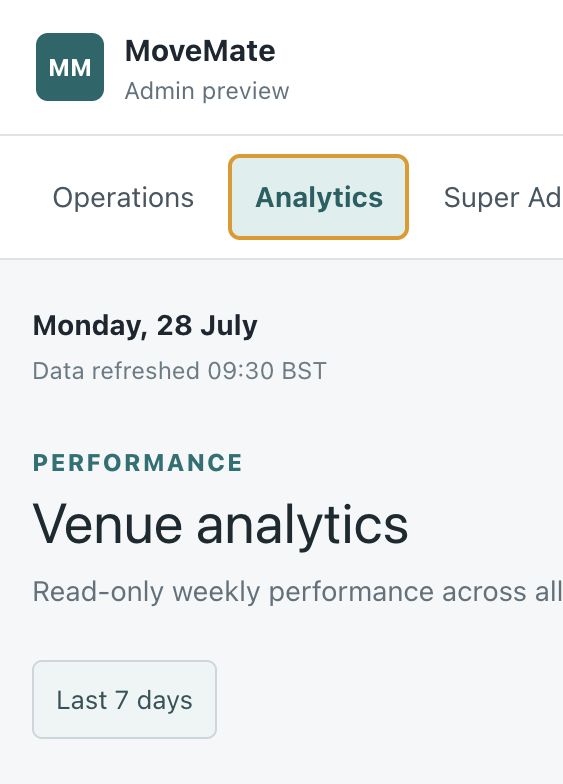 MM
MoveMate
Admin preview
Operations Analytics Super Ad
Monday, 28 July
Data refreshed 09:30 BST
PERFORMANCE
Venue analytics
Read-only weekly performance across all
Last 7 days